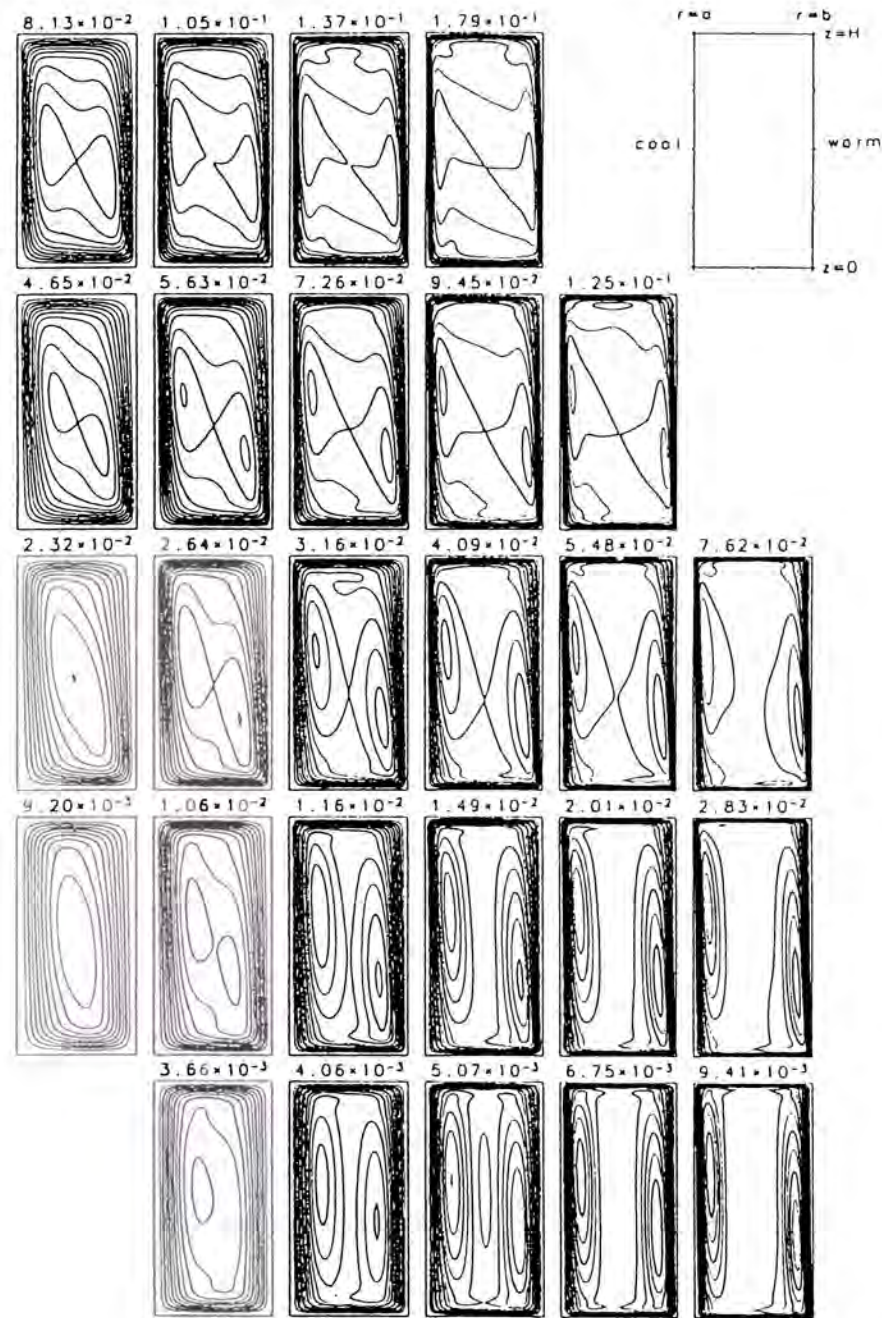 r=a r=b
z=H
8.13×10⁻² 1.05×10⁻¹ 1.37×10⁻¹ 1.79×10⁻¹
cool warm
z=0
4.65×10⁻² 5.63×10⁻² 7.26×10⁻² 9.45×10⁻² 1.25×10⁻¹
2.32×10⁻² 2.64×10⁻² 3.16×10⁻² 4.09×10⁻² 5.48×10⁻² 7.62×10⁻²
9.20×10⁻³ 1.06×10⁻² 1.16×10⁻² 1.49×10⁻² 2.01×10⁻² 2.83×10⁻²
3.66×10⁻³ 4.06×10⁻³ 5.07×10⁻³ 6.75×10⁻³ 9.41×10⁻³